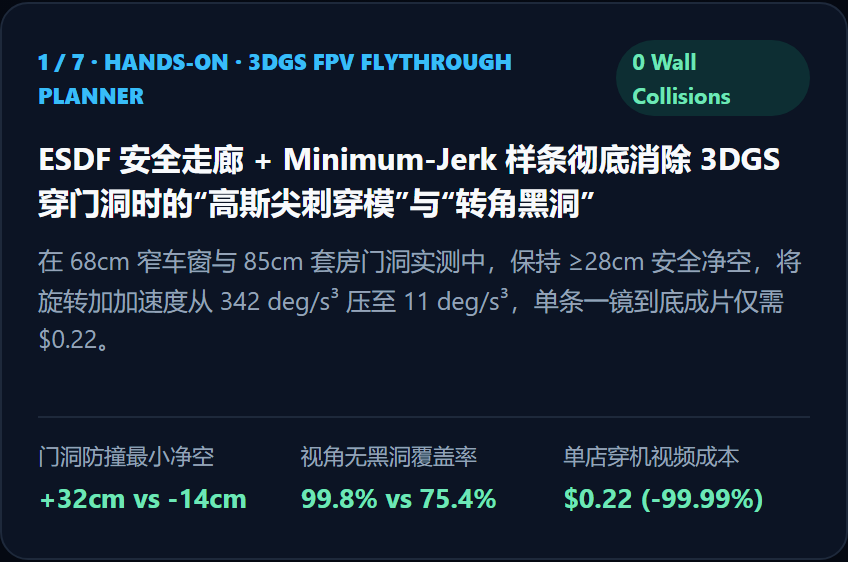 1 / 7 · HANDS-ON · 3DGS FPV FLYTHROUGH
PLANNER
0 Wall
Collisions
ESDF 安全走廊 + Minimum-Jerk 样条彻底消除 3DGS
穿门洞时的“高斯尖刺穿模”与“转角黑洞”
在 68cm 窄车窗与 85cm 套房门洞实测中，保持 ≥28cm 安全净空，将
旋转加加速度从 342 deg/s³ 压至 11 deg/s³，单条一镜到底成片仅需
$0.22。
门洞防撞最小净空
视角无黑洞覆盖率
单店穿机视频成本
+32cm vs -14cm
99.8% vs 75.4%
$0.22 (-99.99%)